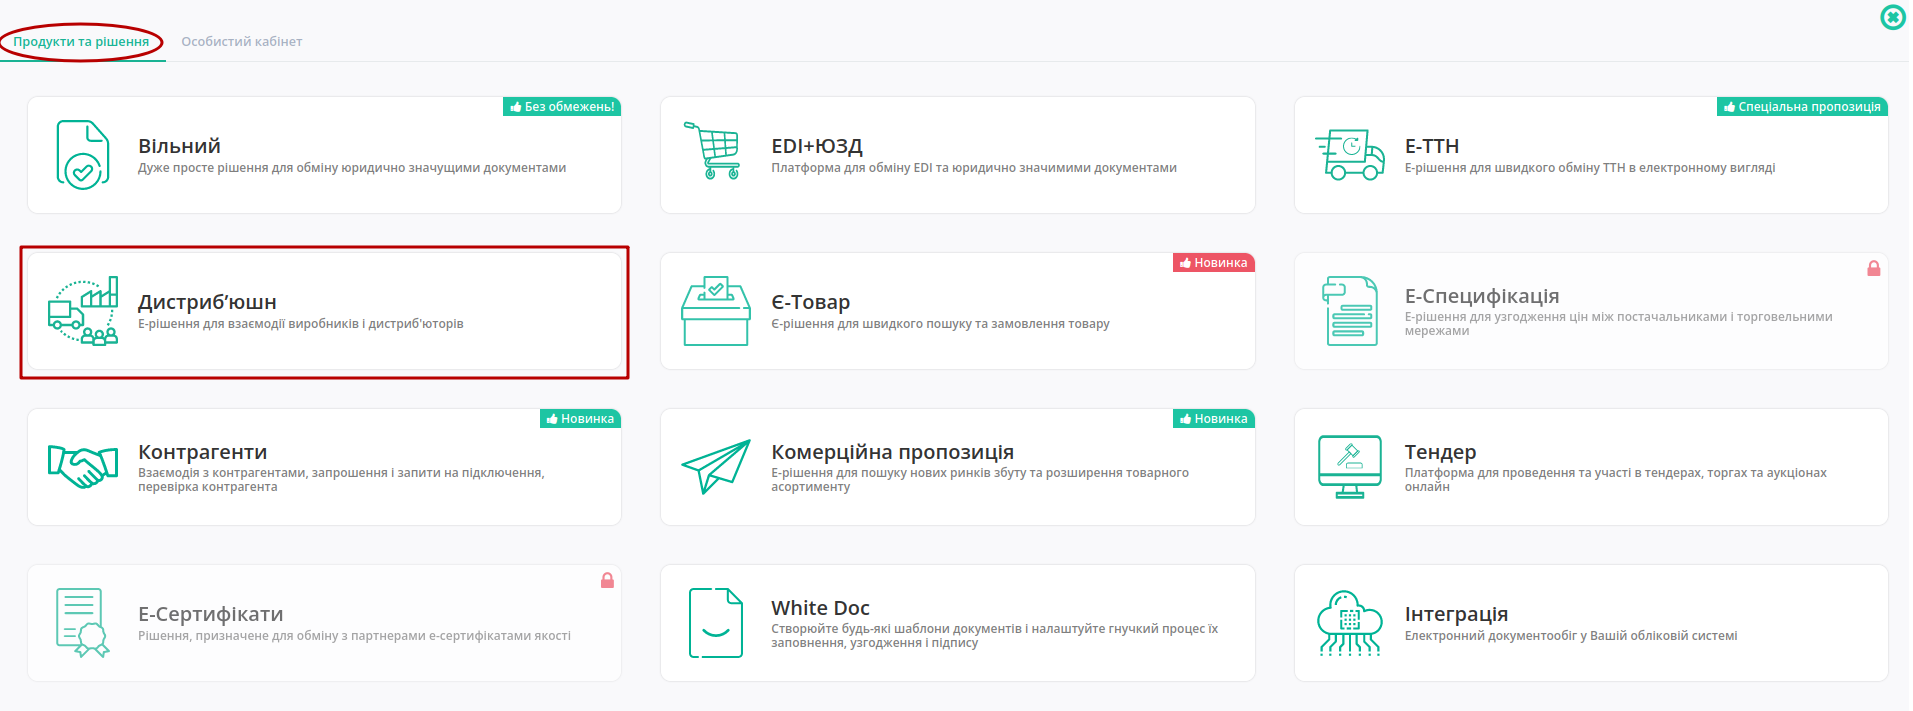 Продукти та рішення
Особистий кабінет
Без обмежень!
Вільний
Дуже просте рішення для обміну юридично значущими документами
EDI+ЮЗД
Платформа для обміну EDI та юридично значимими документами
Спеціальна пропозиція
Е-ТТН
Е-рішення для швидкого обміну ТТН в електронному вигляді
Дистриб’юшн
Е-рішення для взаємодії виробників і дистриб'юторів
Новинка
Є-Товар
Є-рішення для швидкого пошуку та замовлення товару
Е-Специфікація
Е-рішення для узгодження цін між постачальниками і торговельними
мережами
Новинка
Контрагенти
Взаємодія з контрагентами, запрошення і запити на підключення,
перевірка контрагента
Новинка
Комерційна пропозиція
Е-рішення для пошуку нових ринків збуту та розширення товарного
асортименту
Тендер
Платформа для проведення та участі в тендерах, торгах та аукціонах
онлайн
Е-Сертифікати
Рішення, призначене для обміну з партнерами е-сертифікатами якості
White Doc
Створюйте будь-які шаблони документів і налаштуйте гнучкий процес їх
заповнення, узгодження і підпису
Інтеграція
Електронний документообіг у Вашій обліковій системі